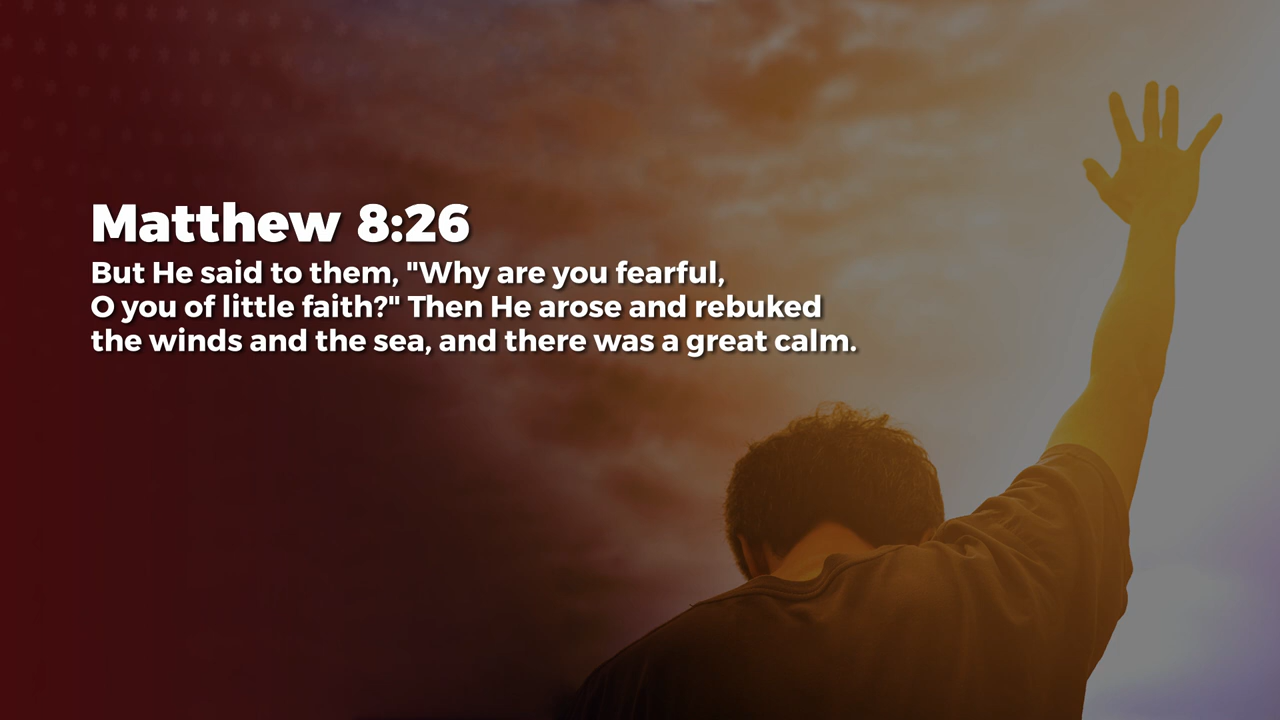 Matthew 8:26
But He said to them, "Why are you fearful,
O you of little faith?" Then He arose and rebuked
the winds and the sea, and there was a great calm.